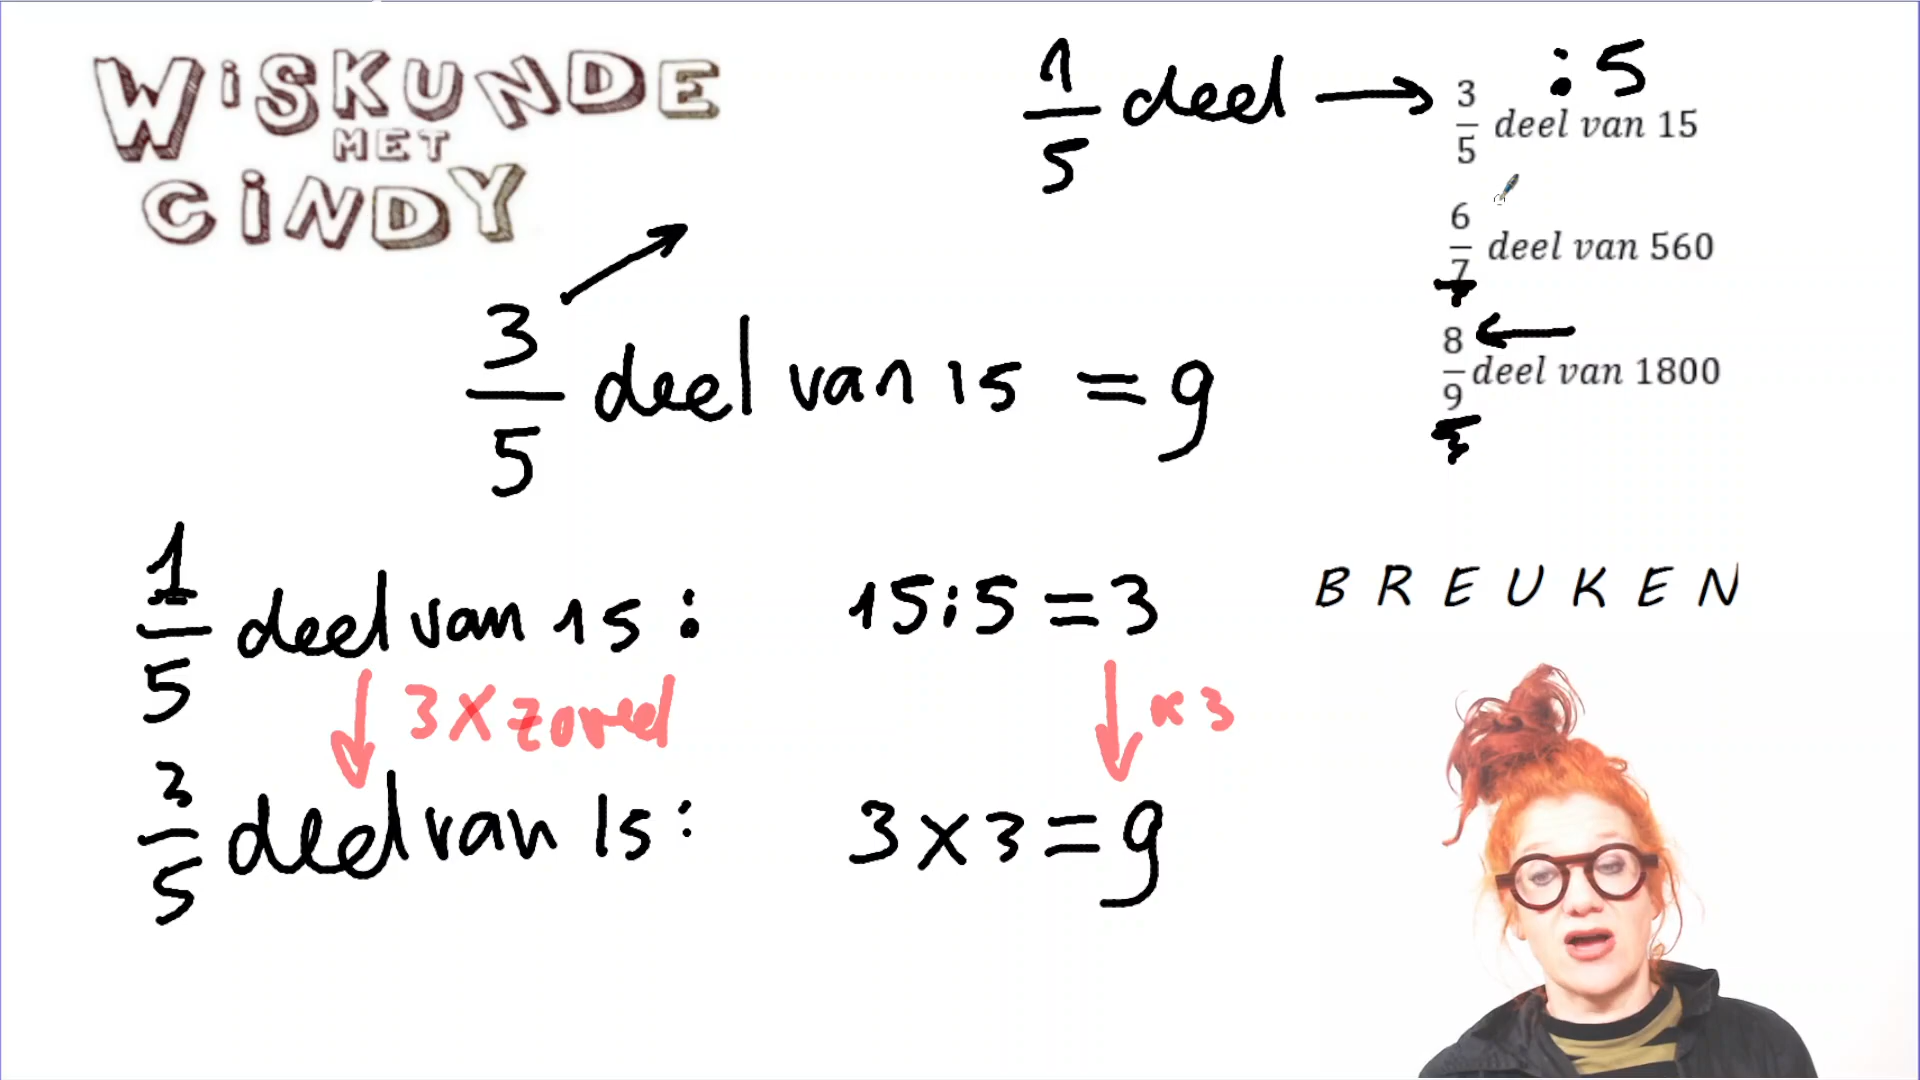 WiSKUNDE
MET
CiNDY
1/5 deel → : 5
3/5 deel van 15
6/7 deel van 560
8/9 deel van 1800
3/5 deel van 15 = 9
1/5 deel van 15 : 15 : 5 = 3
3 x zoveel x 3
3/5 deel van 15 : 3 x 3 = 9
BREUKEN